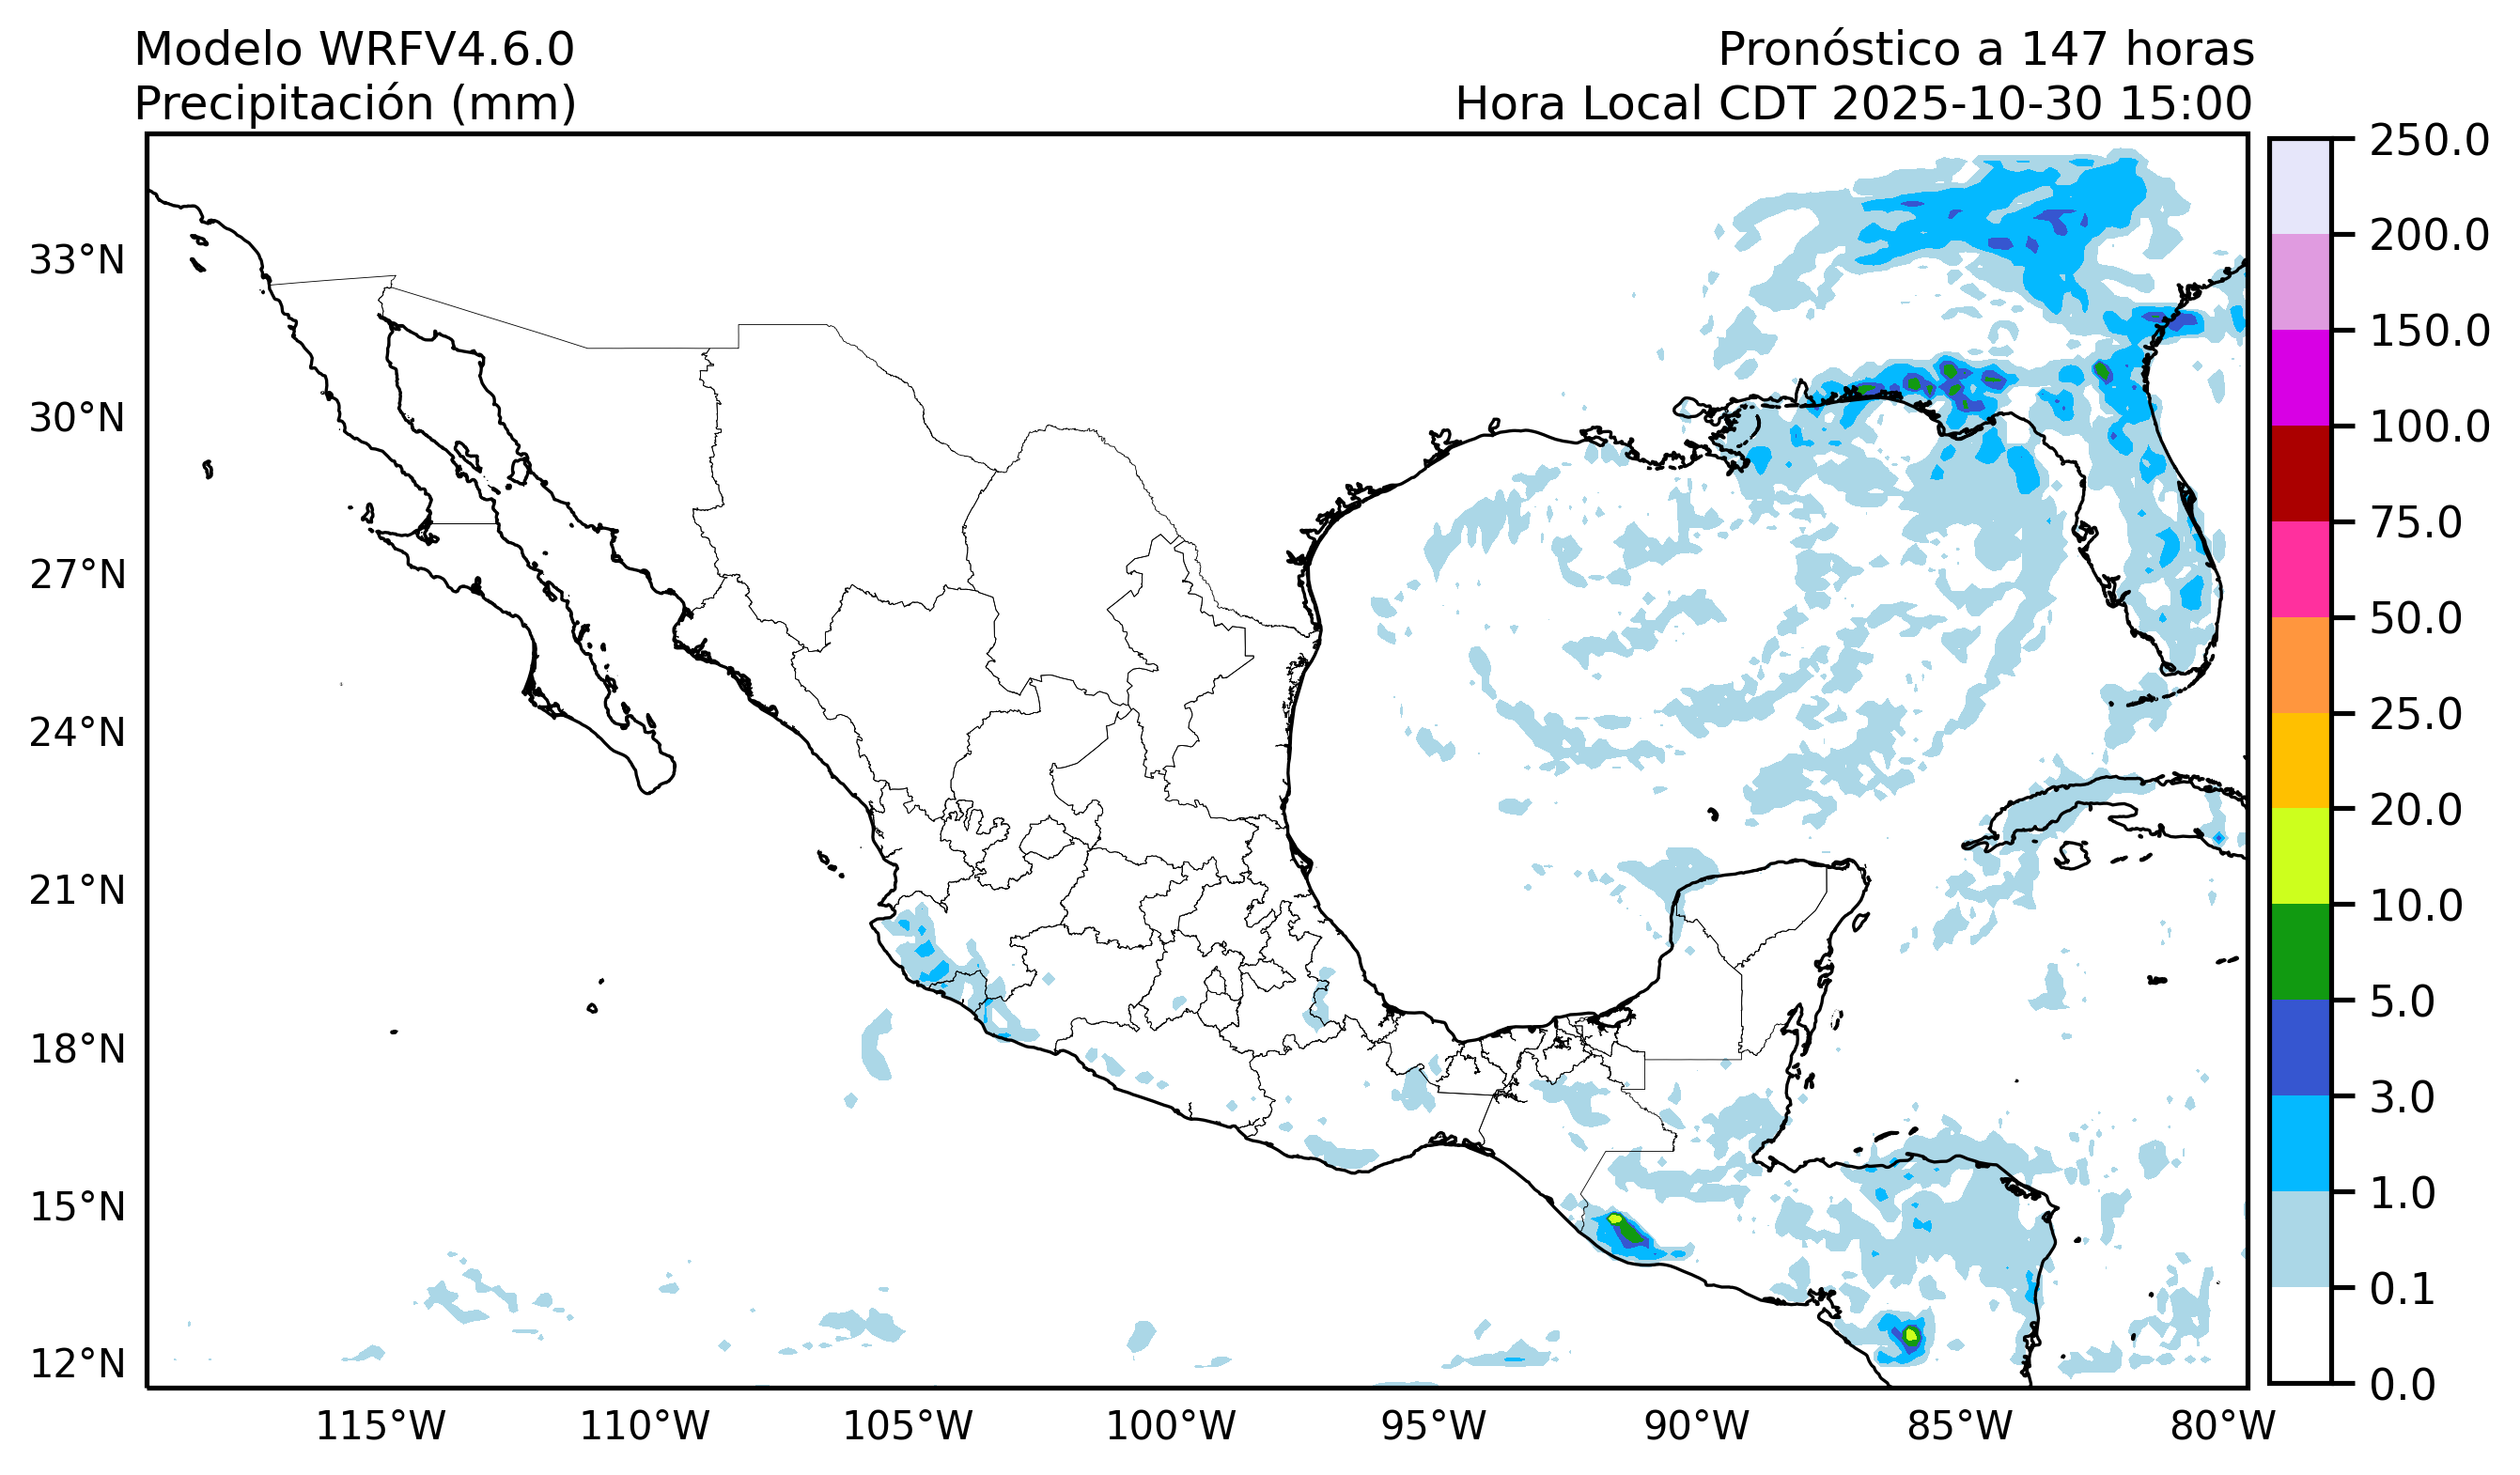 Modelo WRFV4.6.0
Precipitación (mm)
Pronóstico a 147 horas
Hora Local CDT 2025-10-30 15:00
33°N
30°N
27°N
24°N
21°N
18°N
15°N
12°N
115°W
110°W
105°W
100°W
95°W
90°W
85°W
80°W
250.0
200.0
150.0
100.0
75.0
50.0
25.0
20.0
10.0
5.0
3.0
1.0
0.1
0.0